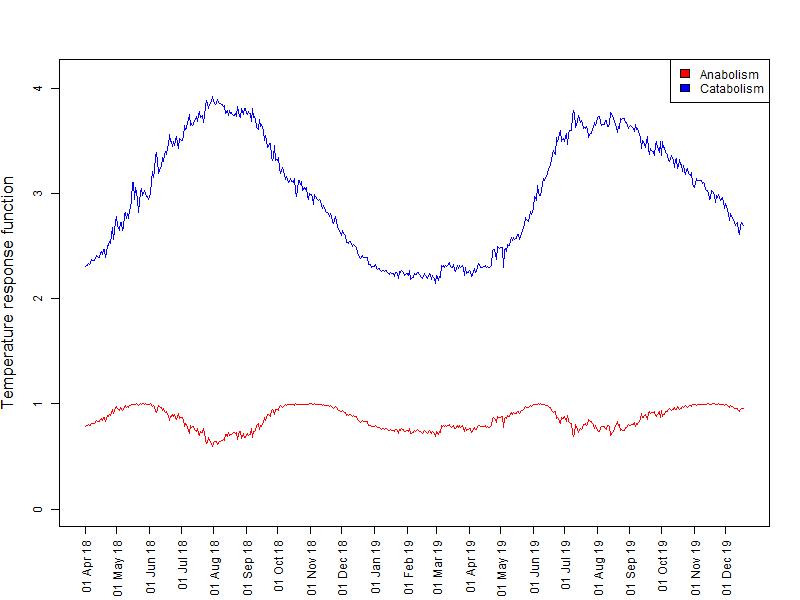 Anabolism
Catabolism
Temperature response function
4
3
2
1
0
01 Apr 18
01 May 18
01 Jun 18
01 Jul 18
01 Aug 18
01 Sep 18
01 Oct 18
01 Nov 18
01 Dec 18
01 Jan 19
01 Feb 19
01 Mar 19
01 Apr 19
01 May 19
01 Jun 19
01 Jul 19
01 Aug 19
01 Sep 19
01 Oct 19
01 Nov 19
01 Dec 19